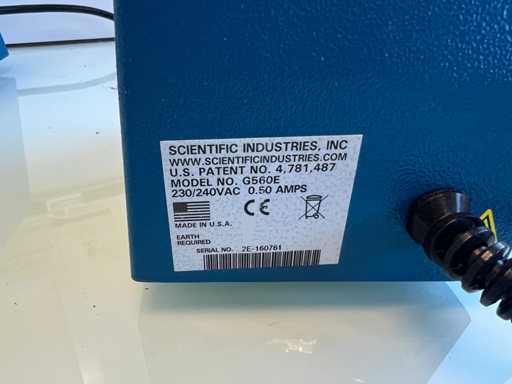 SCIENTIFIC INDUSTRIES, INC
WWW.SCIENTIFICINDUSTRIES.COM
U.S. PATENT NO. 4,781,487
MODEL NO. G560E
230/240VAC 0.50 AMPS
CE
MADE IN U.S.A.
EARTH
REQUIRED
SERIAL NO. 2E-160761